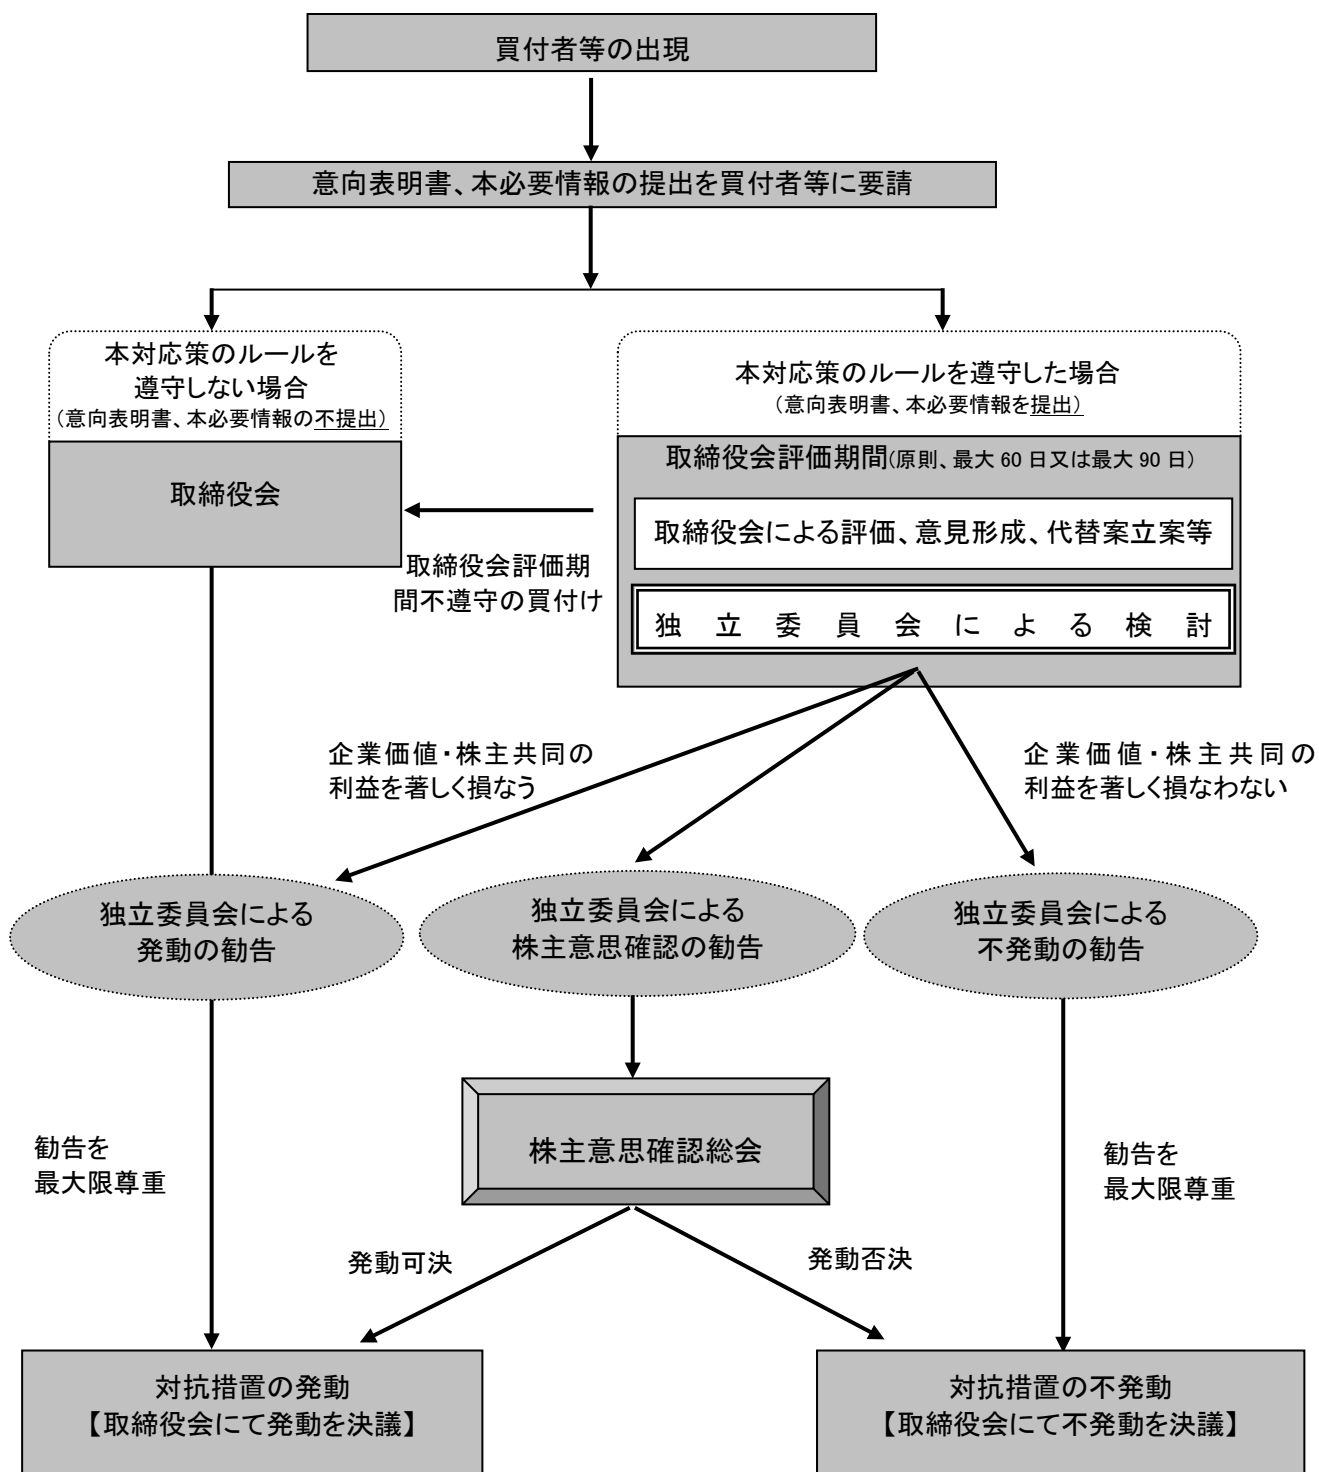 買付者等の出現
意向表明書、本必要情報の提出を買付者等に要請
本対応策のルールを
遵守しない場合
（意向表明書、本必要情報の不提出）
取締役会
本対応策のルールを遵守した場合
（意向表明書、本必要情報を提出）
取締役会評価期間(原則、最大 60 日又は最大 90 日)
取締役会による評価、意見形成、代替案立案等
独立委員会による検討
取締役会評価期
間不遵守の買付け
企業価値・株主共同の
利益を著しく損なう
企業価値・株主共同の
利益を著しく損なわない
独立委員会による
発動の勧告
独立委員会による
株主意思確認の勧告
独立委員会による
不発動の勧告
株主意思確認総会
勧告を
最大限尊重
勧告を
最大限尊重
発動可決
発動否決
対抗措置の発動
【取締役会にて発動を決議】
対抗措置の不発動
【取締役会にて不発動を決議】